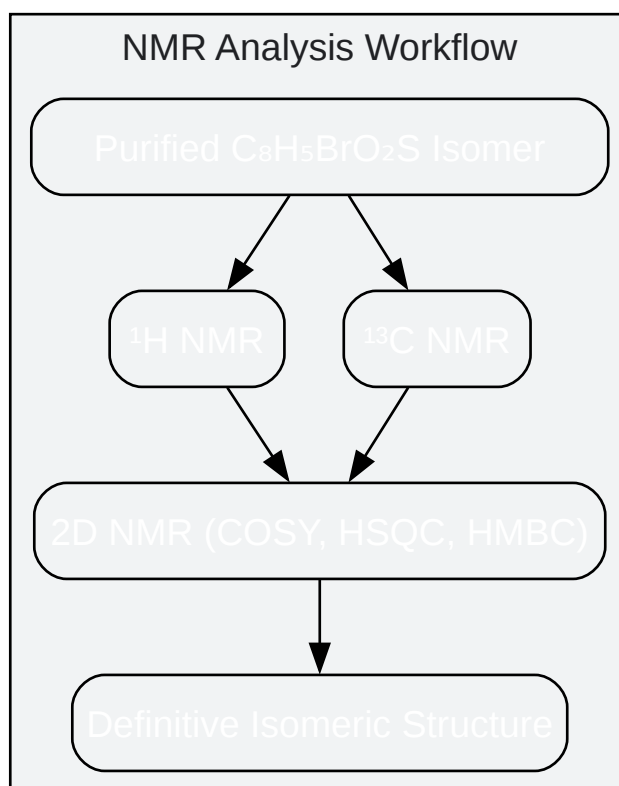 NMR Analysis Workflow
Purified C₈H₅BrO₂S Isomer
¹H NMR
¹³C NMR
2D NMR (COSY, HSQC, HMBC)
Definitive Isomeric Structure